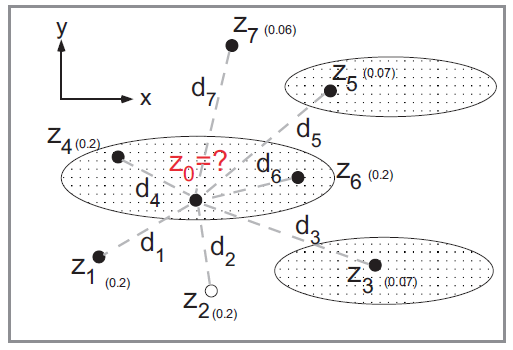 y
z7 (0.06)
x
z5 (0.07)
d7
z4 (0.2)
d5
z0=?
d6
z6 (0.2)
d4
d3
d1
d2
z1 (0.2)
z3 (0.07)
z2 (0.2)